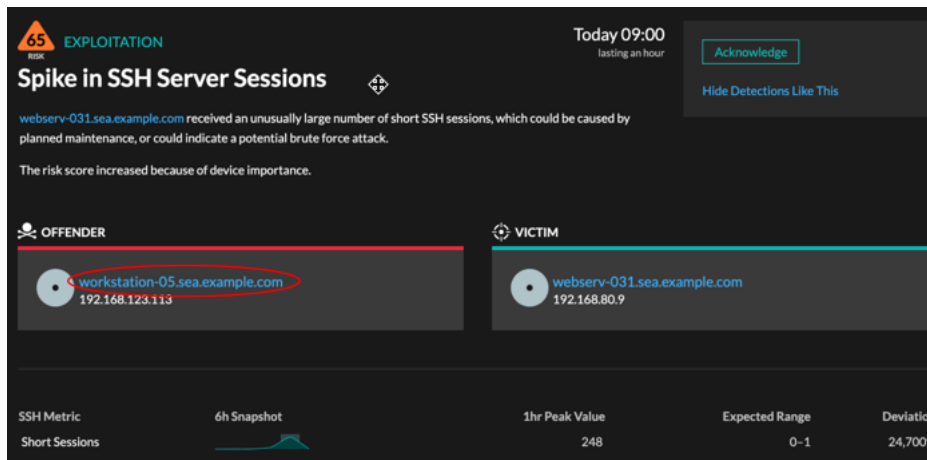 65
RISK
EXPLOITATION
Spike in SSH Server Sessions
Today 09:00
lasting an hour
Acknowledge
Hide Detections Like This
webserv-031.sea.example.com received an unusually large number of short SSH sessions, which could be caused by
planned maintenance, or could indicate a potential brute force attack.
The risk score increased because of device importance.
OFFENDER
workstation-05.sea.example.com
192.168.123.113
VICTIM
webserv-031.sea.example.com
192.168.80.9
SSH Metric 6h Snapshot 1hr Peak Value Expected Range Deviatio
Short Sessions 248 0–1 24,700